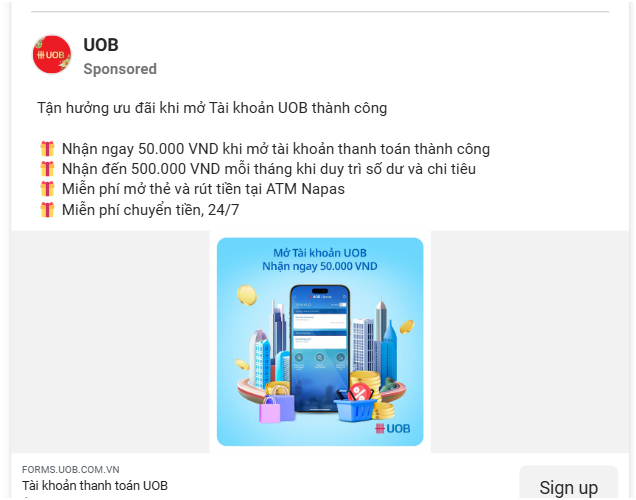 UOB
UOB
Sponsored
Tận hưởng ưu đãi khi mở Tài khoản UOB thành công
Nhận ngay 50.000 VND khi mở tài khoản thanh toán thành công
Nhận đến 500.000 VND mỗi tháng khi duy trì số dư và chi tiêu
Miễn phí mở thẻ và rút tiền tại ATM Napas
Miễn phí chuyển tiền, 24/7
Mở Tài khoản UOB
Nhận ngay 50.000 VND
UOB
FORMS.UOB.COM.VN
Tài khoản thanh toán UOB
Sign up